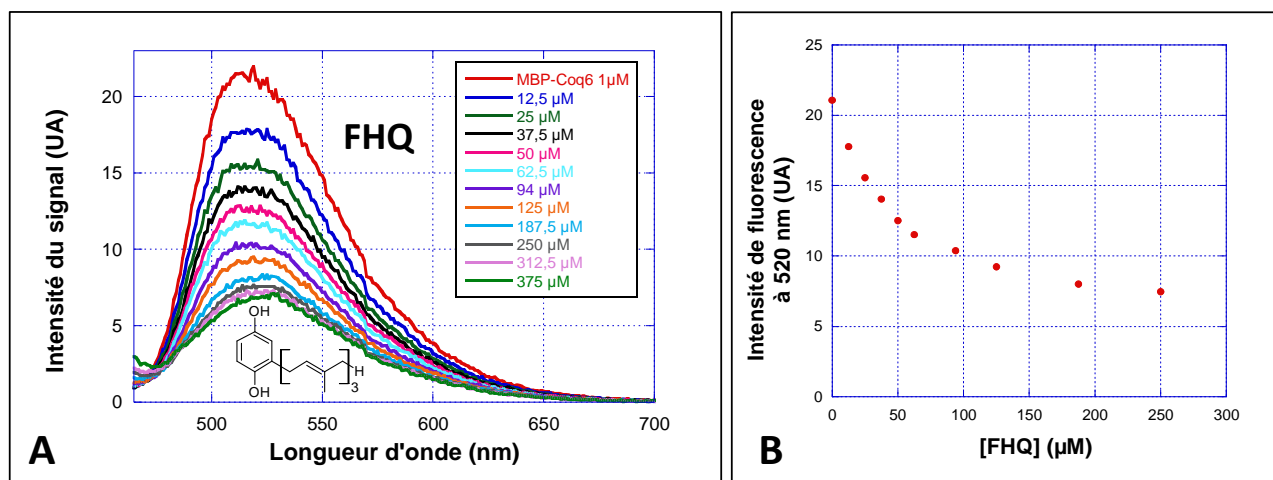 Intensité du signal (UA)
20
15
10
5
0
500
550
600
650
700
Longueur d'onde (nm)
FHQ
MBP-Coq6 1µM
12,5 µM
25 µM
37,5 µM
50 µM
62,5 µM
94 µM
125 µM
187,5 µM
250 µM
312,5 µM
375 µM
OH
OH
3
H
A
Intensité de fluorescence
à 520 nm (UA)
25
20
15
10
5
0
0
50
100
150
200
250
300
[FHQ] (µM)
B